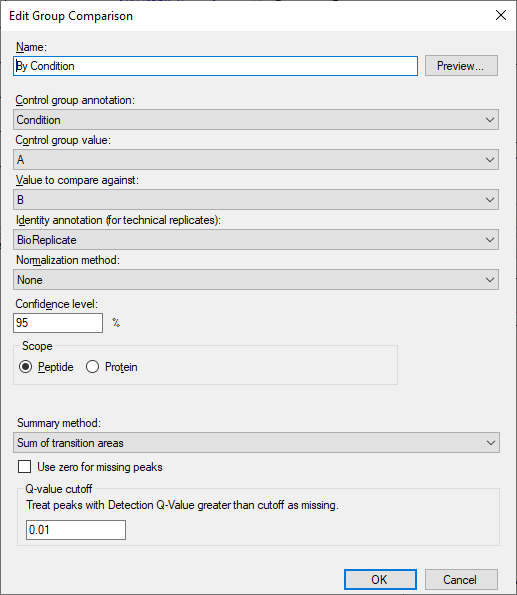 Edit Group Comparison
Name:
By Condition
Preview...
Control group annotation:
Condition
Control group value:
A
Value to compare against:
B
Identity annotation (for technical replicates):
BioReplicate
Normalization method:
None
Confidence level:
95 %
Scope
Peptide Protein
Summary method:
Sum of transition areas
Use zero for missing peaks
Q-value cutoff
Treat peaks with Detection Q-Value greater than cutoff as missing.
0.01
OK Cancel